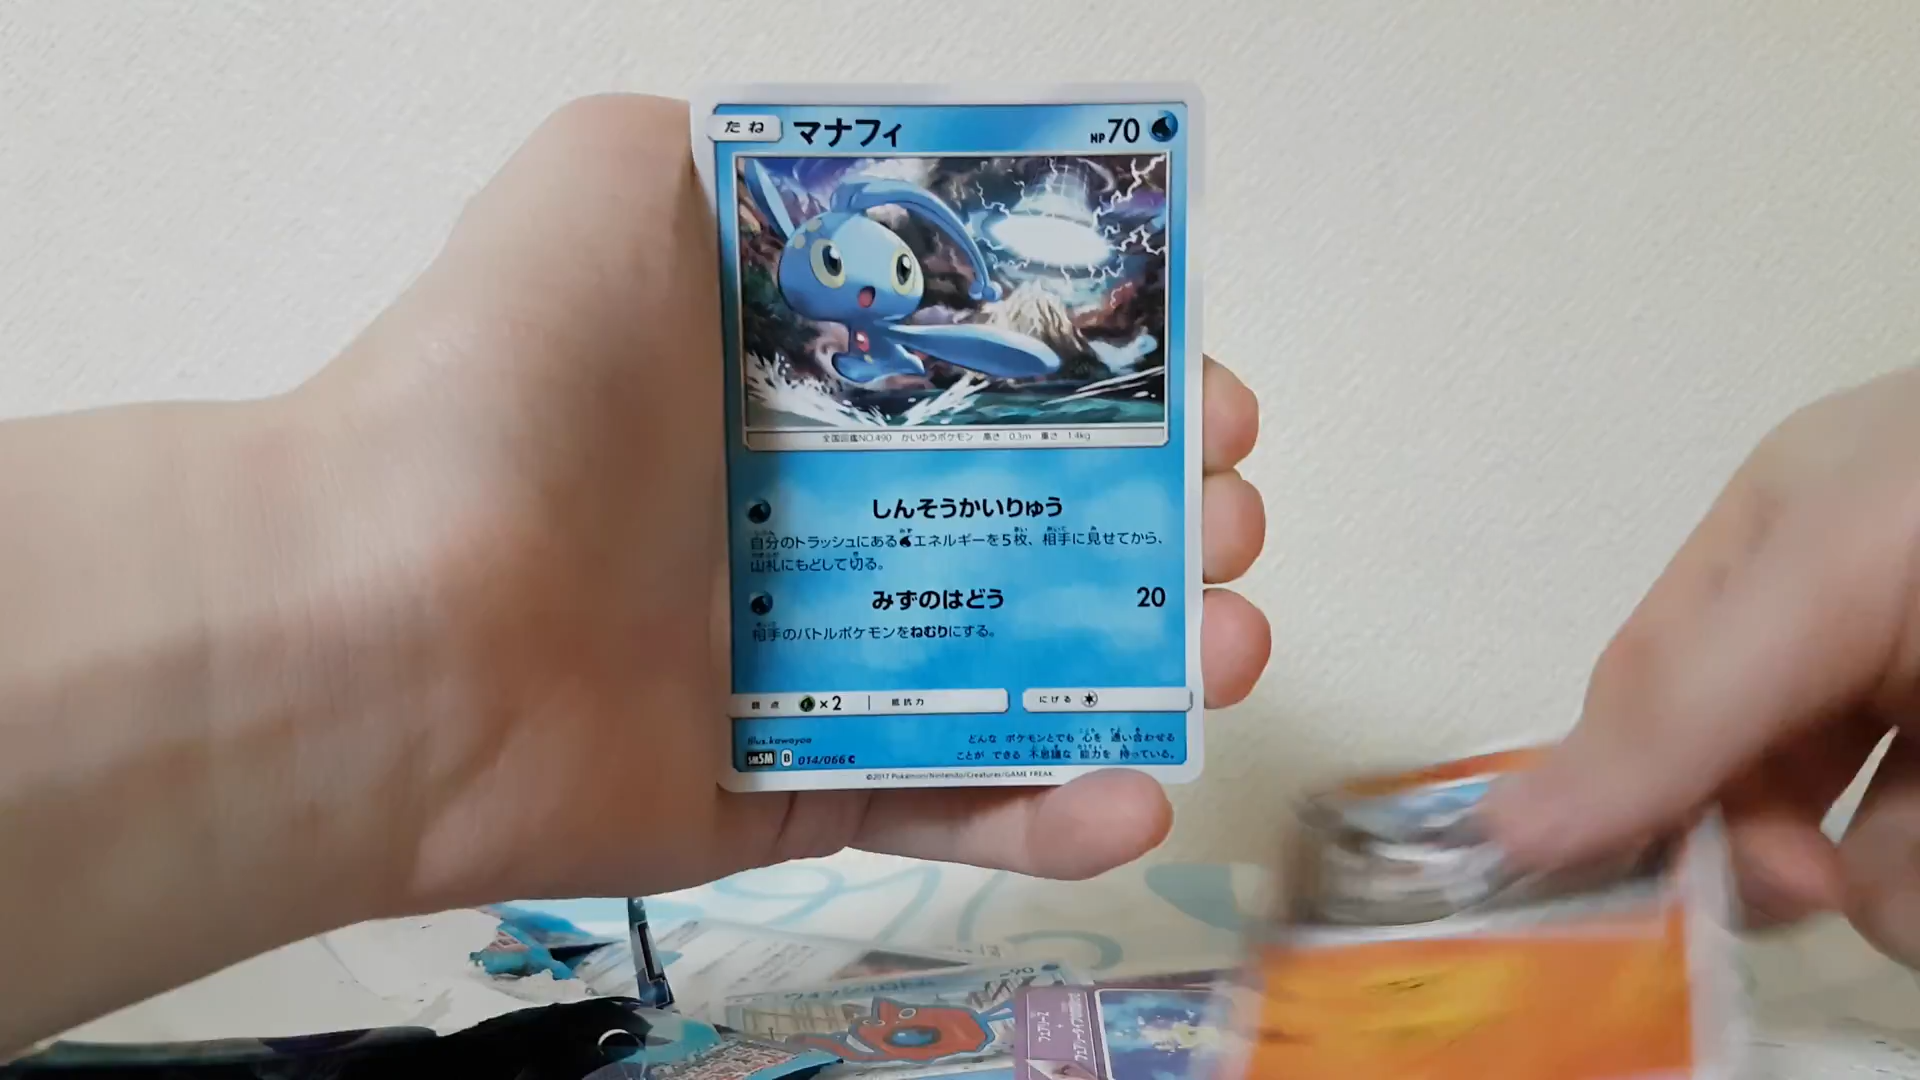 たね マナフィ HP70
全国図鑑NO.490 かいゆうポケモン 高さ:0.3m 重さ:1.4kg
しんそうかいりゅう
自分のトラッシュにあるエネルギーを5枚、相手に見せてから、
山札にもどして切る。
みずのはどう 20
相手のバトルポケモンをねむりにする。
弱点 ×2 抵抗力 にげる
illus.kawayoo
どんな ポケモンとでも 心を 通い合わせる
ことが できる 不思議な 能力を 持っている。
SM5M B 014/066 C
©2017 Pokémon/Nintendo/Creatures/GAME FREAK.
90
フェアリーZ